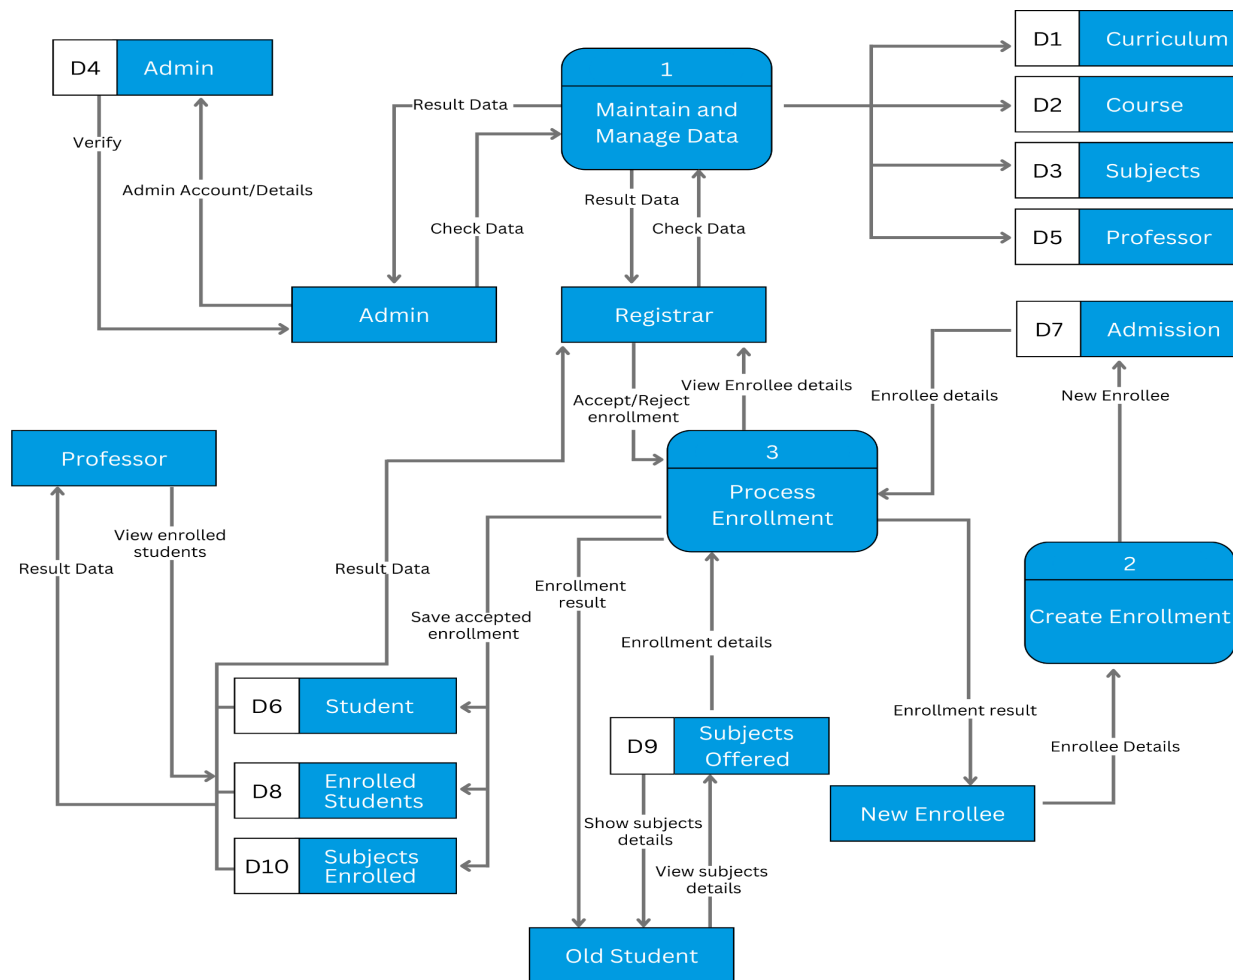 D4
Admin
1
Maintain and
Manage Data
D1
Curriculum
D2
Course
D3
Subjects
D5
Professor
Result Data
Verify
Admin Account/Details
Check Data
Result Data
Check Data
Admin
Registrar
D7
Admission
View Enrollee details
Accept/Reject
enrollment
Enrollee details
New Enrollee
Professor
3
Process
Enrollment
View enrolled
students
Result Data
Result Data
Enrollment
result
Save accepted
enrollment
Enrollment details
2
Create Enrollment
D6
Student
D9
Subjects
Offered
Enrollment result
Enrollee Details
D8
Enrolled
Students
New Enrollee
Show subjects
details
D10
Subjects
Enrolled
View subjects
details
Old Student